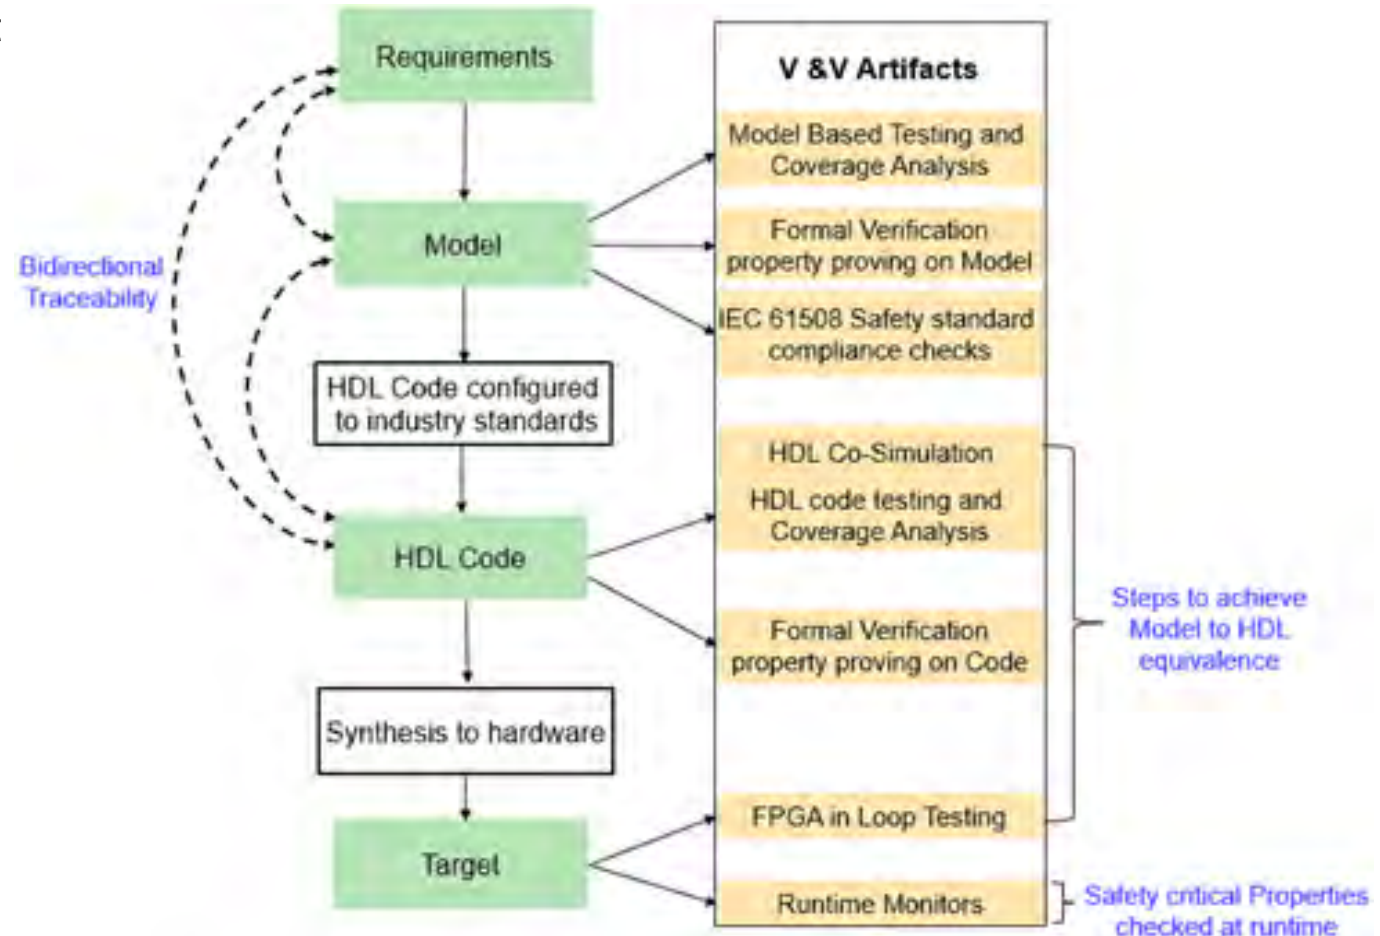 Requirements
V &V Artifacts
Model Based Testing and
Coverage Analysis
Model
Formal Verification
property proving on Model
Bidirectional
Traceability
IEC 61508 Safety standard
compliance checks
HDL Code configured
to industry standards
HDL Co-Simulation
HDL code testing and
Coverage Analysis
HDL Code
Steps to achieve
Model to HDL
equivalence
Formal Verification
property proving on Code
Synthesis to hardware
FPGA in Loop Testing
Target
Runtime Monitors
Safety critical Properties
checked at runtime